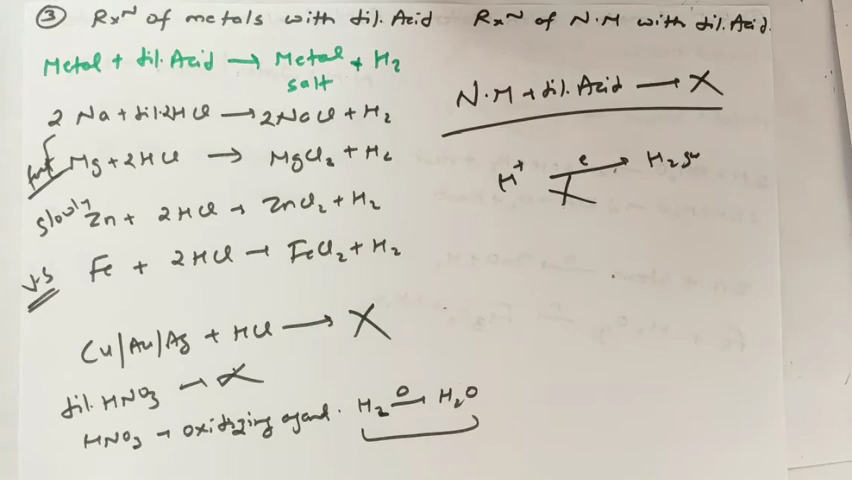 ③ Rxᴺ of metals with dil. Acid
Metal + dil. Acid → Metal salt + H₂
2 Na + dil. 2HCl → 2NaCl + H₂
fast Mg + 2HCl → MgCl₂ + H₂
slowly Zn + 2HCl → ZnCl₂ + H₂
v.s Fe + 2HCl → FeCl₂ + H₂
Cu/Au/Ag + HCl → X
dil. HNO₃ → X
HNO₃ → oxidizing agent. H₂ –O→ H₂O
Rxᴺ of N.M with dil. Acid.
N.M + dil. Acid → X
H⁺ –e→ H₂